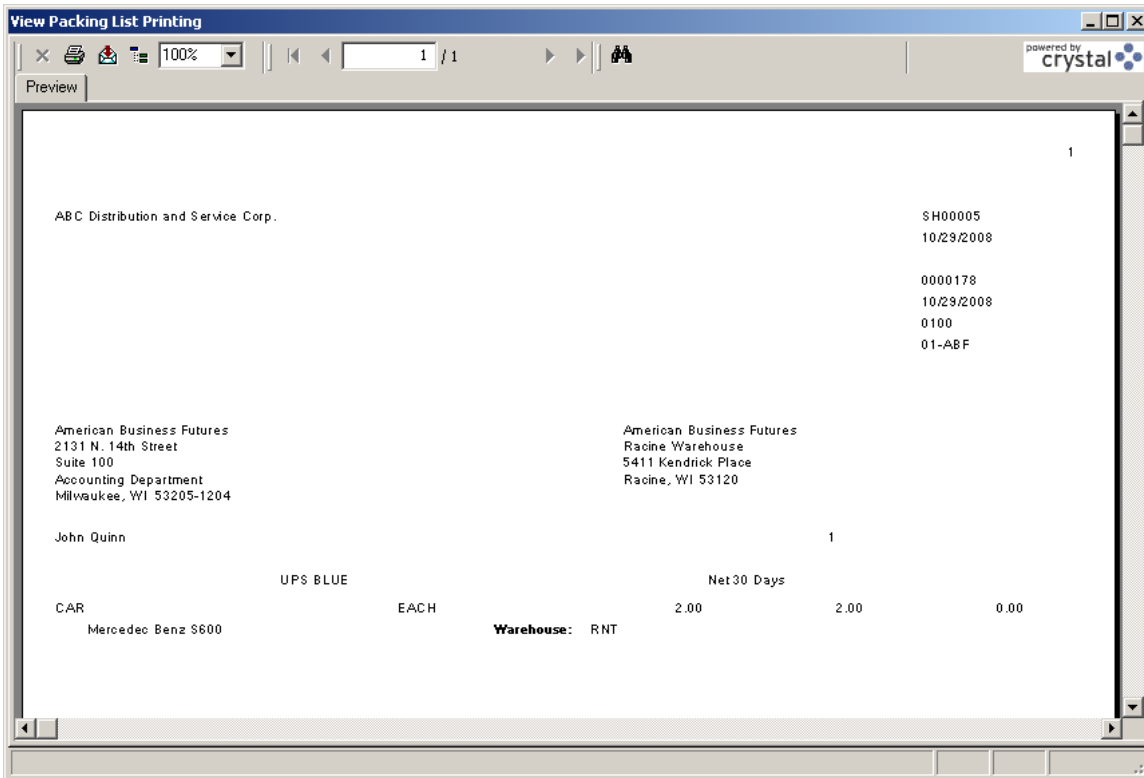 View Packing List Printing
100%
1 / 1
powered by
crystal
Preview
1
ABC Distribution and Service Corp. SH00005
10/29/2008
0000178
10/29/2008
0100
01-ABF
American Business Futures American Business Futures
2131 N. 14th Street Racine Warehouse
Suite 100 5411 Kendrick Place
Accounting Department Racine, WI 53120
Milwaukee, WI 53205-1204
John Quinn 1
UPS BLUE Net 30 Days
CAR EACH 2.00 2.00 0.00
Mercedec Benz S600 Warehouse: RNT